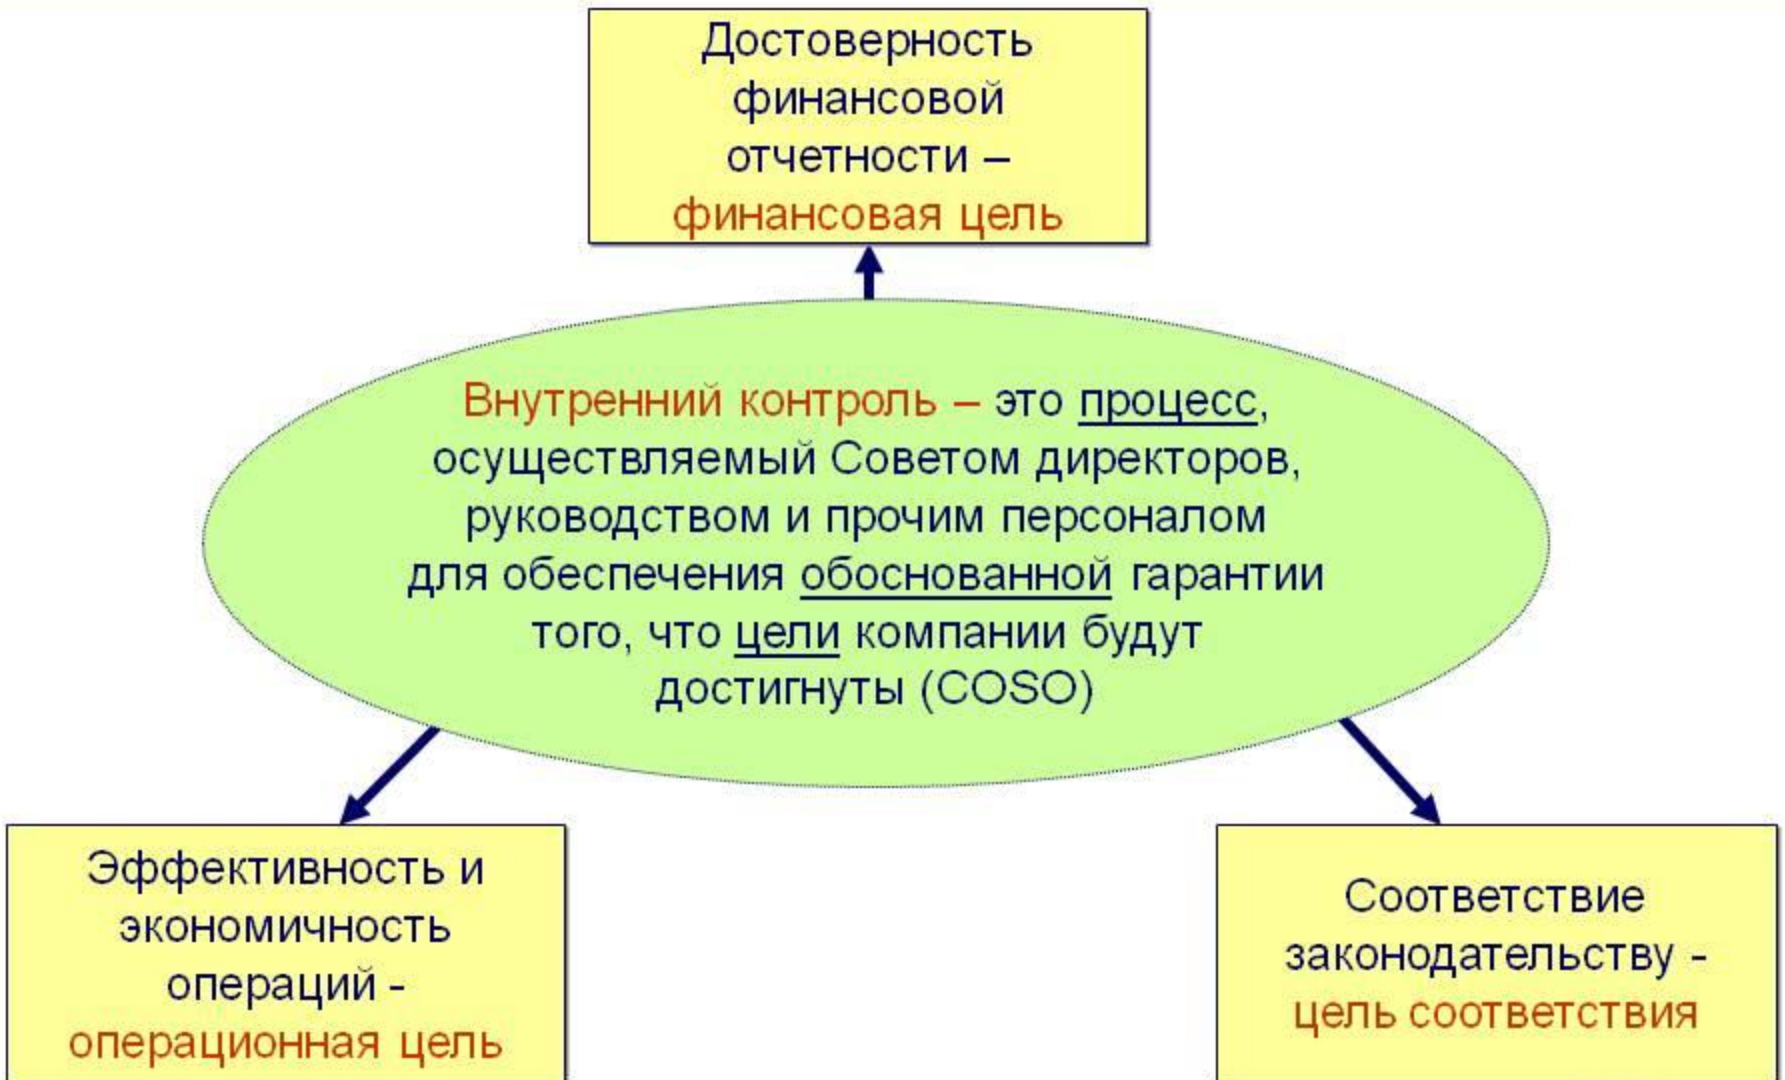 Достоверность
финансовой
отчетности –
финансовая цель
Внутренний контроль – это процесс,
осуществляемый Советом директоров,
руководством и прочим персоналом
для обеспечения обоснованной гарантии
того, что цели компании будут
достигнуты (COSO)
Эффективность и
экономичность
операций -
операционная цель
Соответствие
законодательству -
цель соответствия